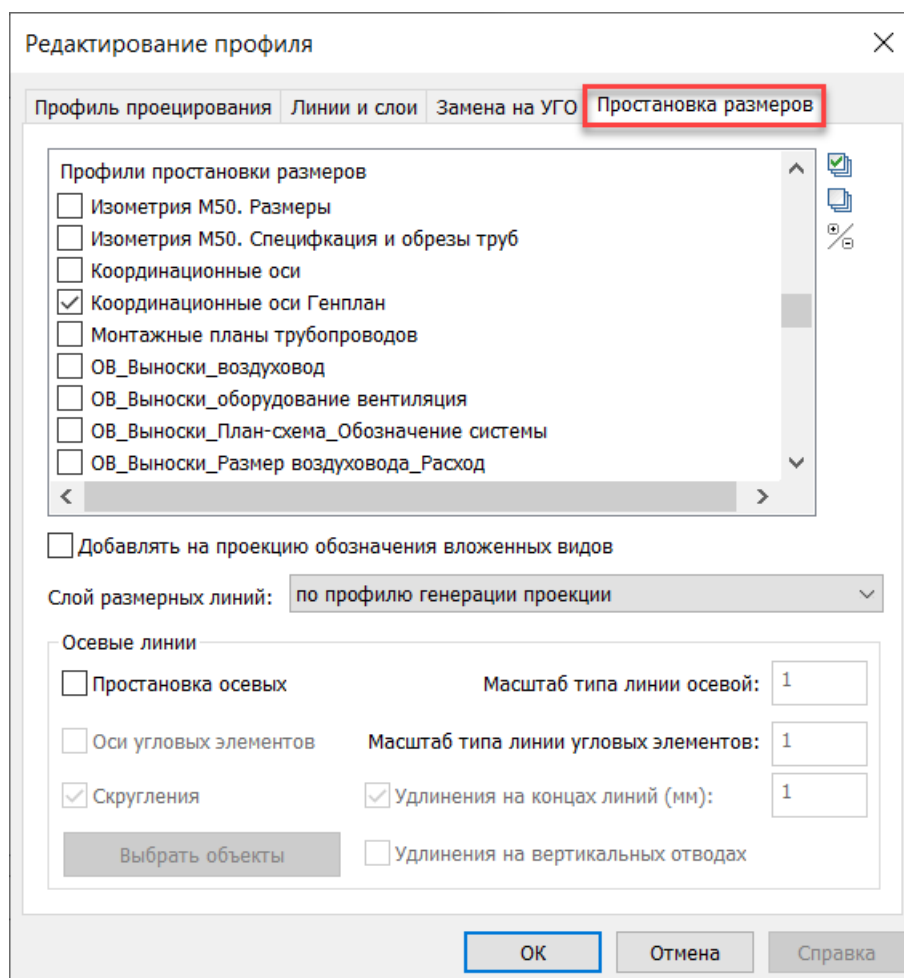 Редактирование профиля
Профиль проецирования Линии и слои Замена на УГО Простановка размеров
Профили простановки размеров
Изометрия М50. Размеры
Изометрия М50. Специфкация и обрезы труб
Координационные оси
Координационные оси Генплан
Монтажные планы трубопроводов
ОВ_Выноски_воздуховод
ОВ_Выноски_оборудование вентиляция
ОВ_Выноски_План-схема_Обозначение системы
ОВ_Выноски_Размер воздуховода_Расход
Добавлять на проекцию обозначения вложенных видов
Слой размерных линий: по профилю генерации проекции
Осевые линии
Простановка осевых Масштаб типа линии осевой: 1
Оси угловых элементов Масштаб типа линии угловых элементов: 1
Скругления Удлинения на концах линий (мм): 1
Выбрать объекты Удлинения на вертикальных отводах
ОК Отмена Справка